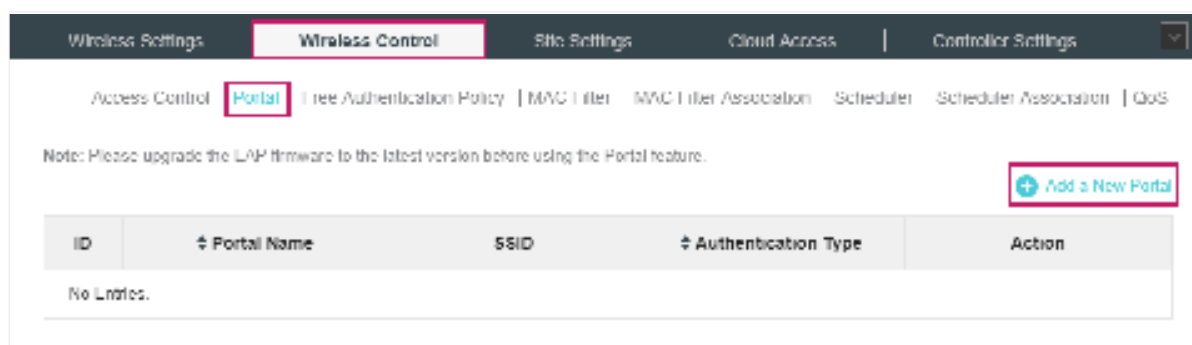 Wireless Settings Wireless Control Site Settings Cloud Access | Controller Settings
Access Control Portal Free Authentication Policy | MAC Filter MAC Filter Association Scheduler Scheduler Association | QoS
Note: Please upgrade the EAP firmware to the latest version before using the Portal feature.
Add a New Portal
ID Portal Name SSID Authentication Type Action
No Entries.